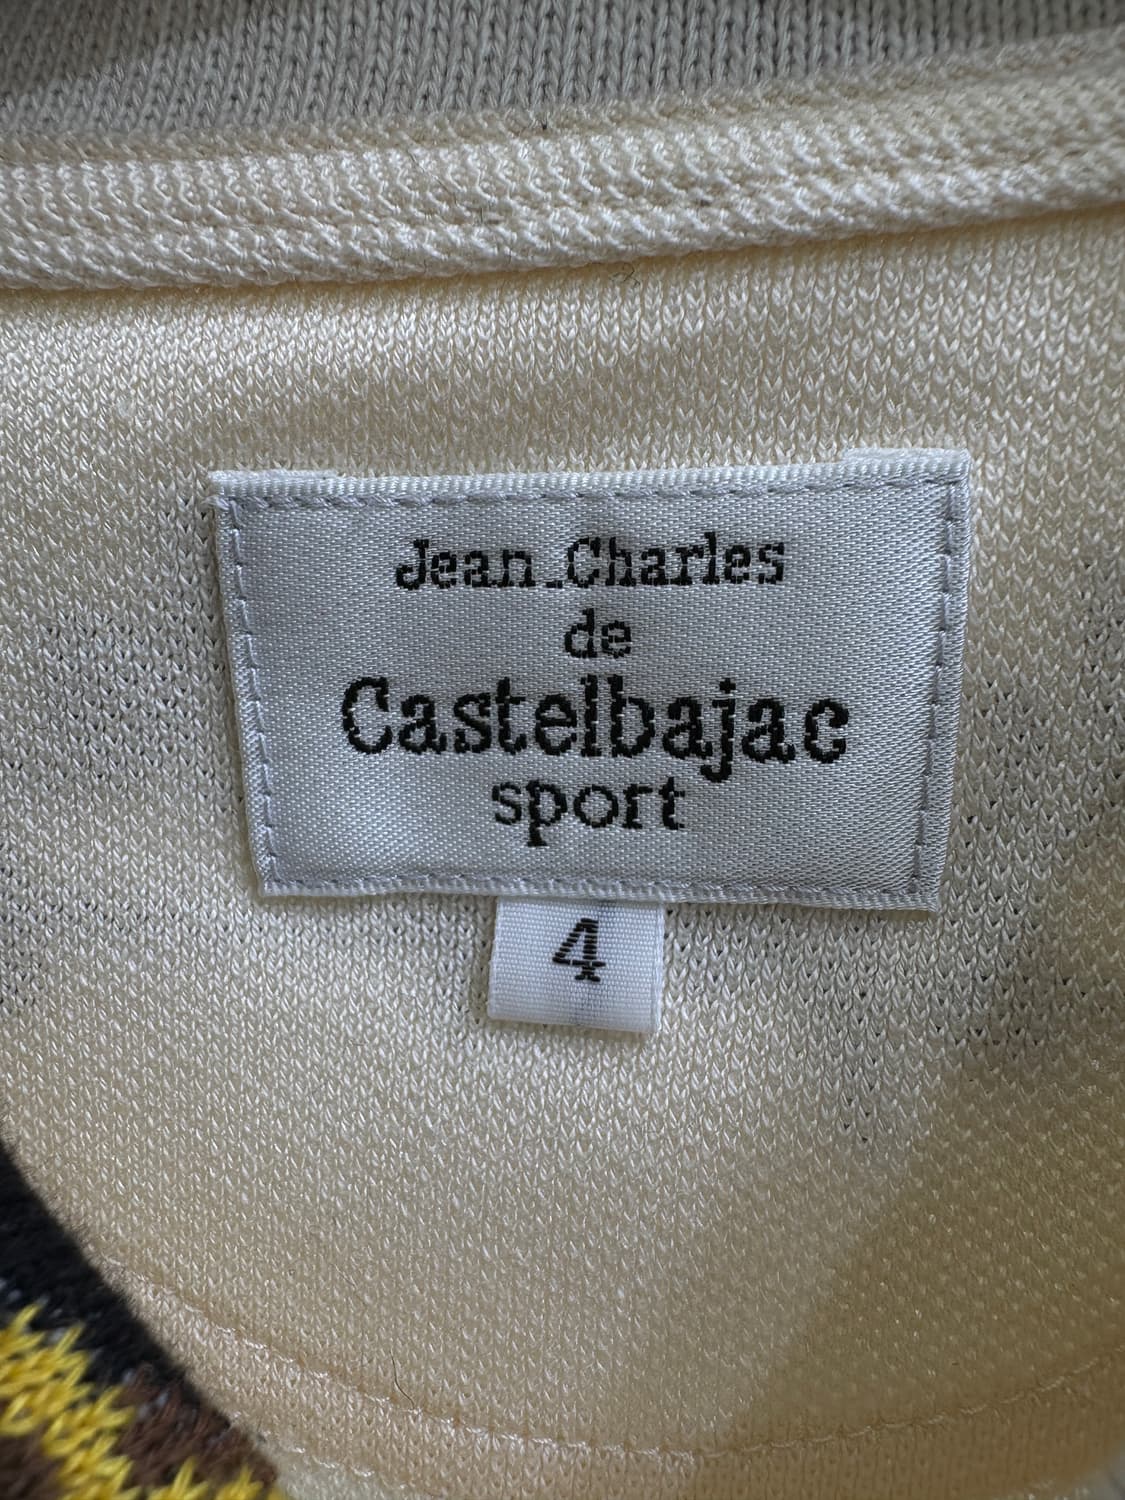 Jean_Charles
de
Castelbajac
sport
4